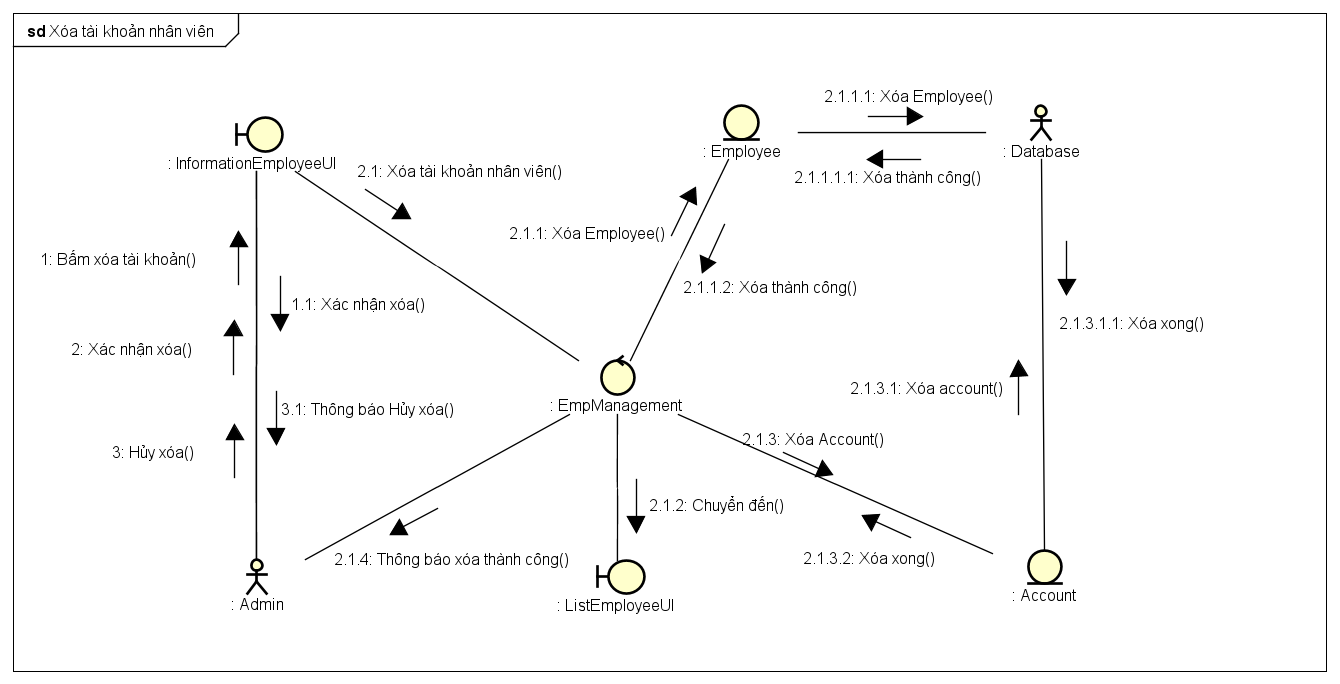 sd Xóa tài khoản nhân viên
2.1.1.1: Xóa Employee()
: InformationEmployeeUI
: Employee
: Database
2.1: Xóa tài khoản nhân viên()
2.1.1.1.1: Xóa thành công()
2.1.1: Xóa Employee()
1: Bấm xóa tài khoản()
2.1.1.2: Xóa thành công()
1.1: Xác nhận xóa()
2.1.3.1.1: Xóa xong()
2: Xác nhận xóa()
2.1.3.1: Xóa account()
: EmpManagement
3.1: Thông báo Hủy xóa()
2.1.3: Xóa Account()
3: Hủy xóa()
2.1.2: Chuyển đến()
2.1.4: Thông báo xóa thành công()
2.1.3.2: Xóa xong()
: Admin
: ListEmployeeUI
: Account